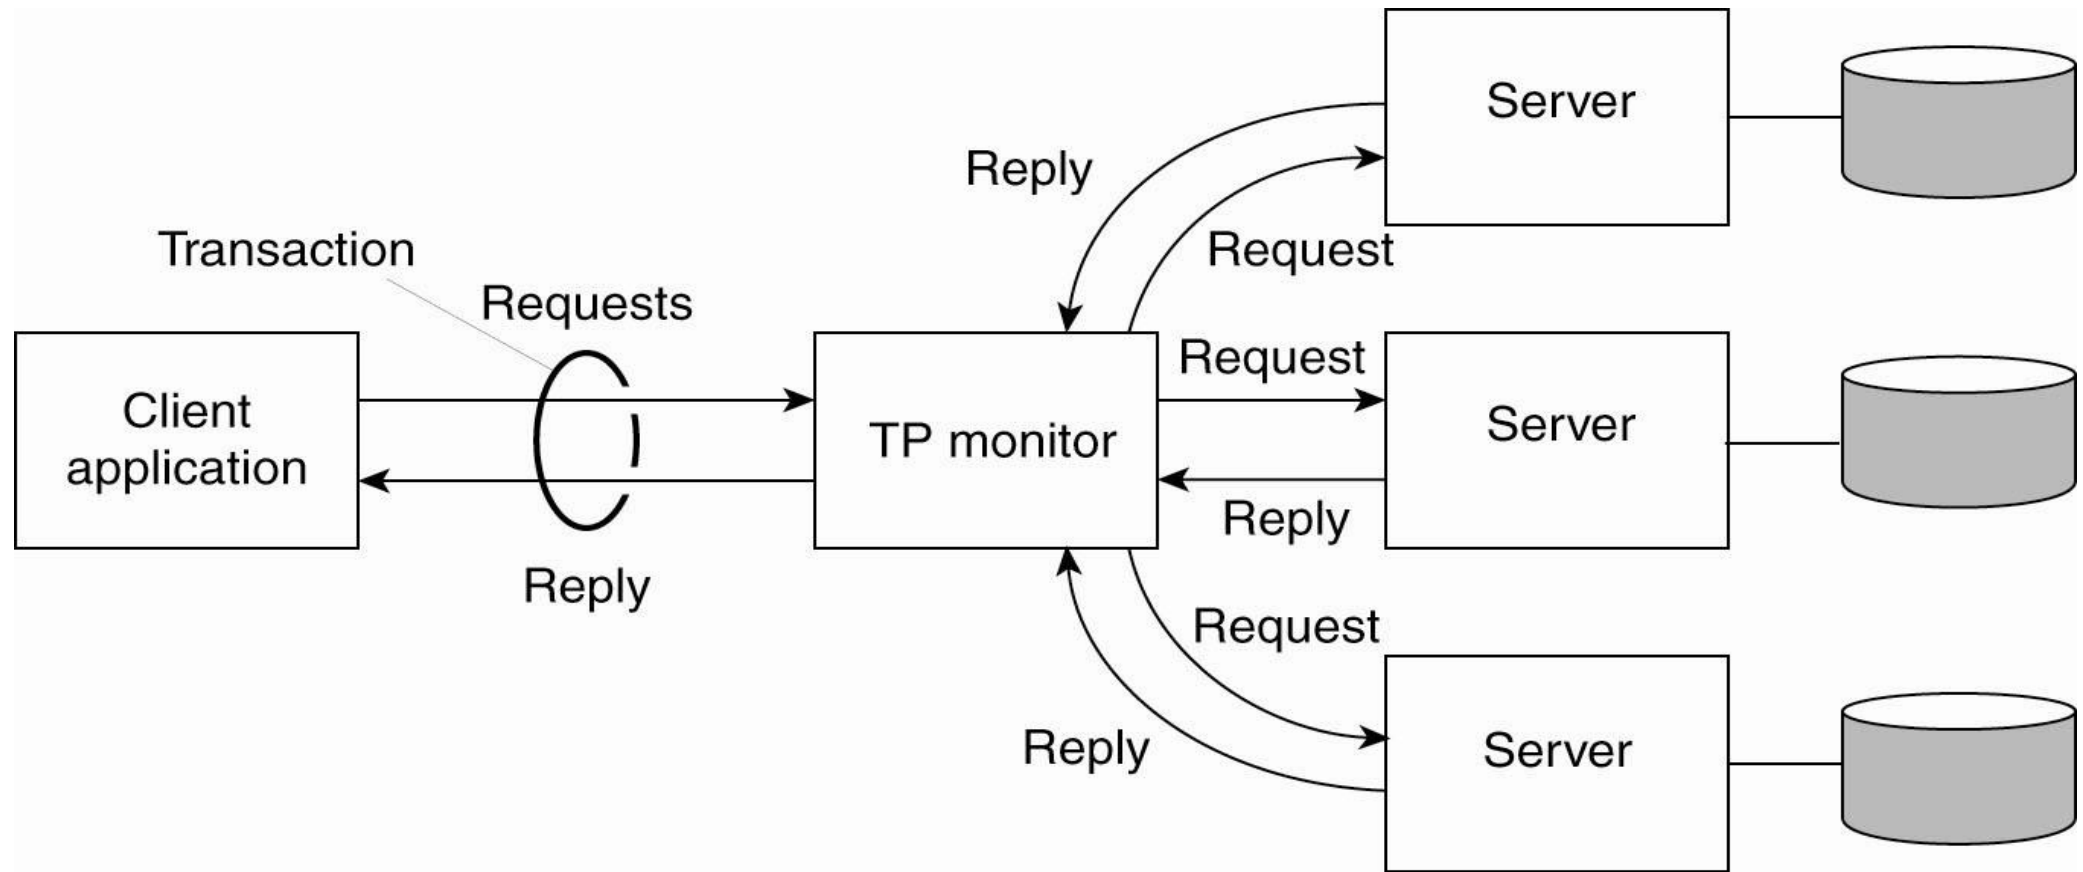 Server
Reply
Transaction
Request
Requests
Request
Client
application
TP monitor
Server
Reply
Reply
Request
Reply
Server